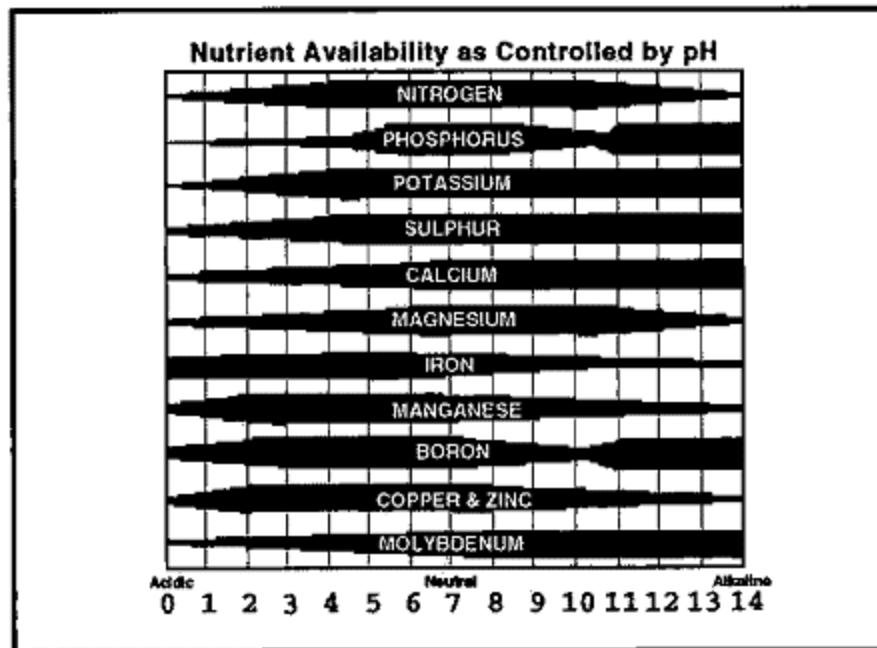 Nutrient Availability as Controlled by pH
NITROGEN
PHOSPHORUS
POTASSIUM
SULPHUR
CALCIUM
MAGNESIUM
IRON
MANGANESE
BORON
COPPER & ZINC
MOLYBDENUM
Acidic Neutral Alkaline
0 1 2 3 4 5 6 7 8 9 10 11 12 13 14